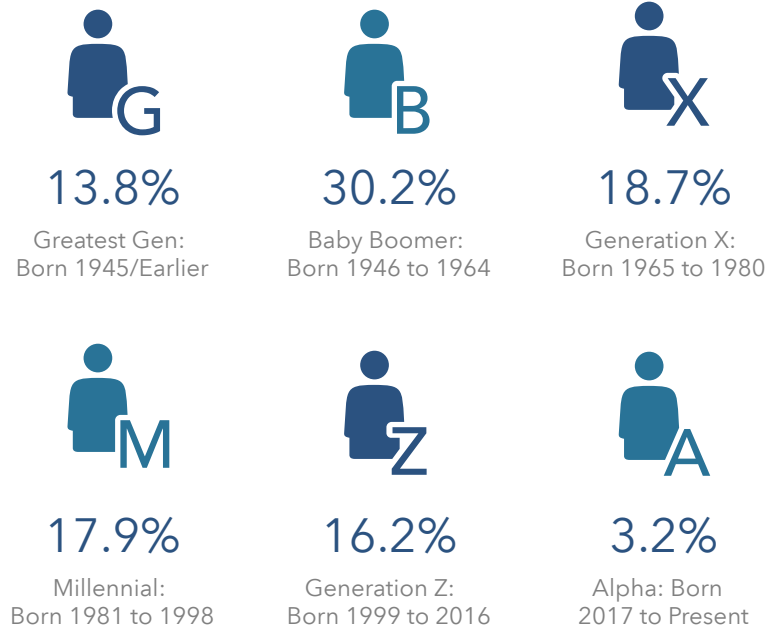 G
B
X
13.8%
30.2%
18.7%
Greatest Gen:
Born 1945/Earlier
Baby Boomer:
Born 1946 to 1964
Generation X:
Born 1965 to 1980
M
Z
A
17.9%
16.2%
3.2%
Millennial:
Born 1981 to 1998
Generation Z:
Born 1999 to 2016
Alpha: Born
2017 to Present